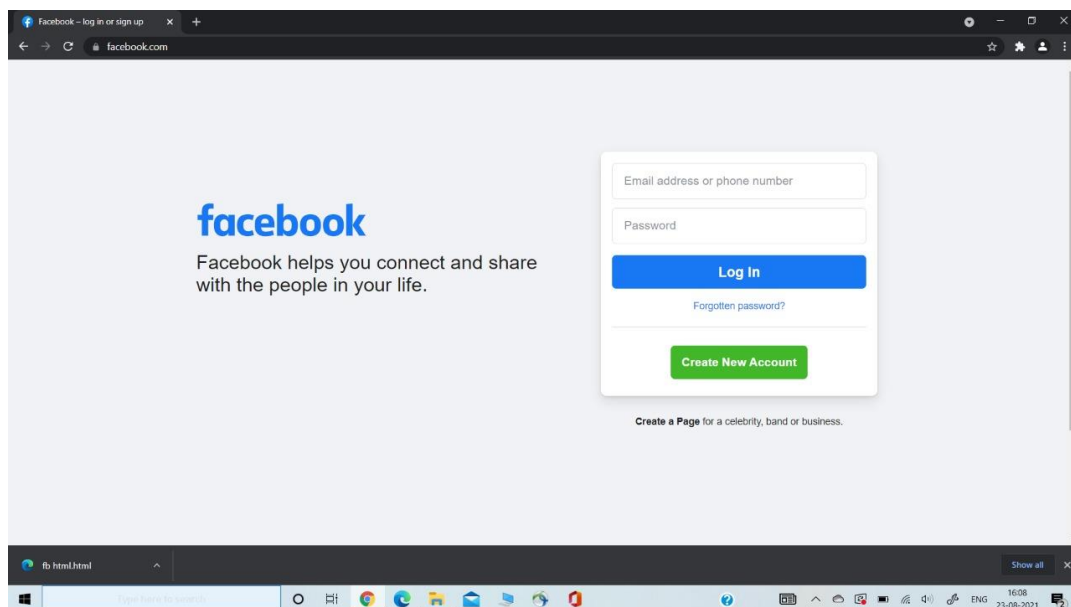 Facebook – log in or sign up
facebook.com
facebook
Facebook helps you connect and share
with the people in your life.
Email address or phone number
Password
Log In
Forgotten password?
Create New Account
Create a Page for a celebrity, band or business.
fb html.html
Show all
Type here to search
ENG
16:08
23-08-2021
2